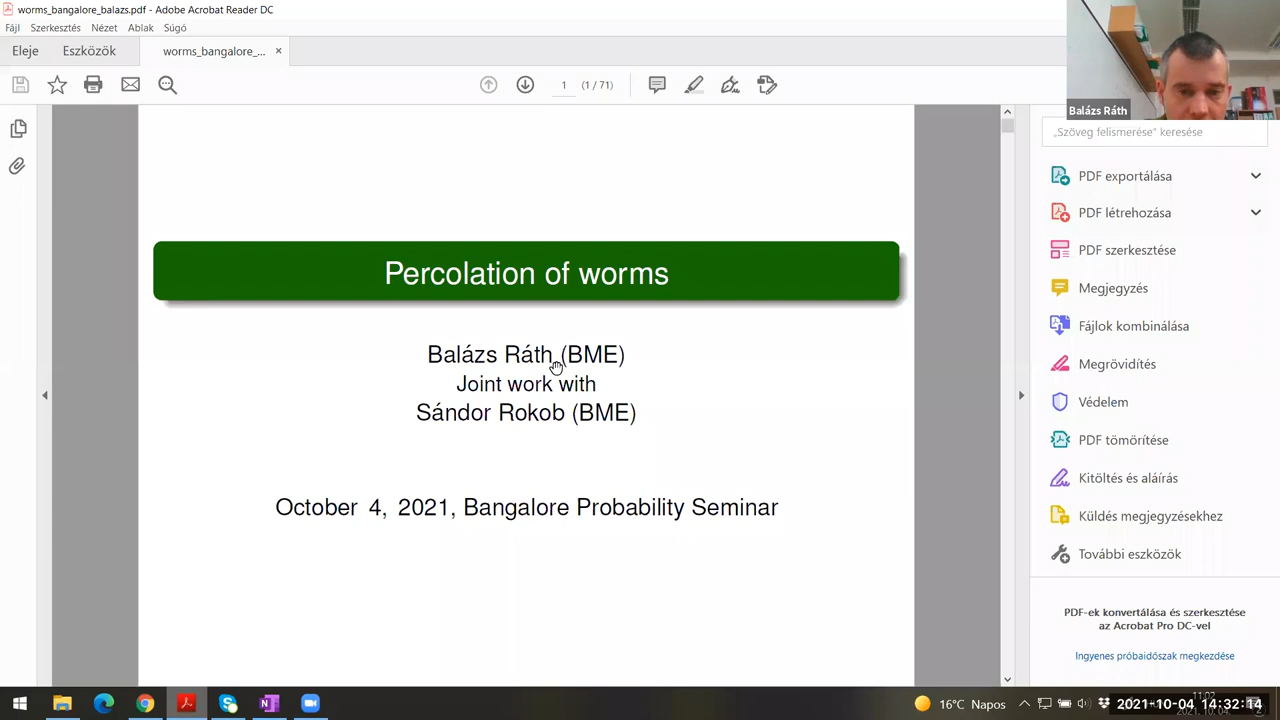 worms_bangalore_balazs.pdf - Adobe Acrobat Reader DC
Fájl Szerkesztés Nézet Ablak Súgó
Eleje Eszközök worms_bangalore_... ×
1 (1 / 71)
Balázs Ráth
„Szöveg felismerése” keresése
PDF exportálása
PDF létrehozása
PDF szerkesztése
Megjegyzés
Fájlok kombinálása
Megrövidítés
Védelem
PDF tömörítése
Kitöltés és aláírás
Küldés megjegyzésekhez
További eszközök
PDF-ek konvertálása és szerkesztése
az Acrobat Pro DC-vel
Ingyenes próbaidőszak megkezdése
Percolation of worms
Balázs Ráth (BME)
Joint work with
Sándor Rokob (BME)
October 4, 2021, Bangalore Probability Seminar
16°C Napos
11:02
2021-10-04 14:32:14